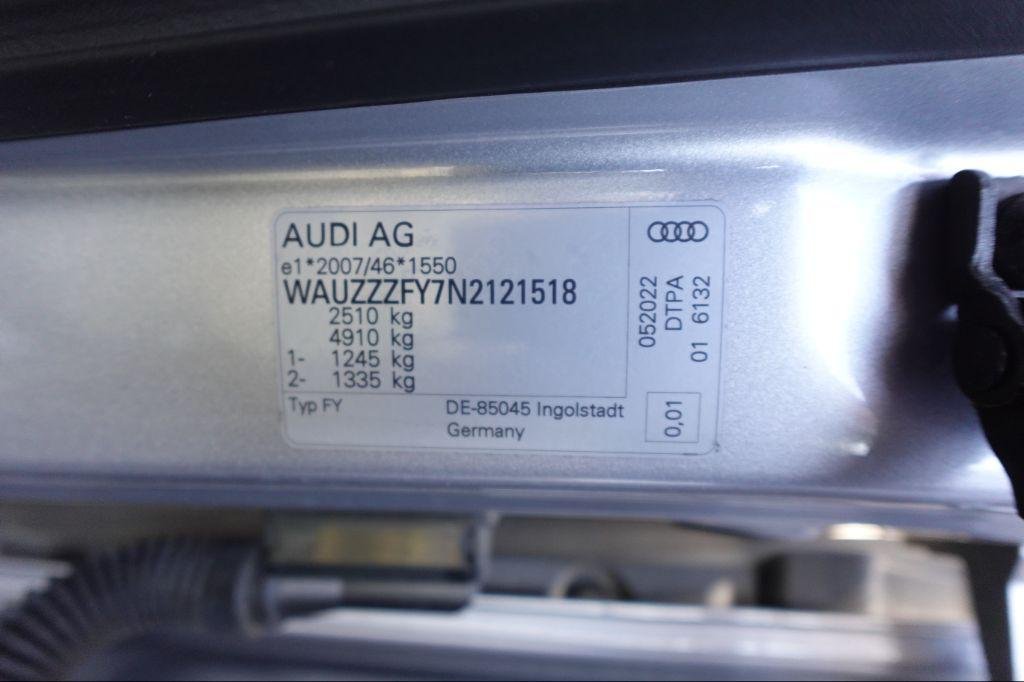 AUDI AG
e1*2007/46*1550
WAUZZZFY7N2121518
2510 kg
4910 kg
1- 1245 kg
2- 1335 kg
Typ FY
DE-85045 Ingolstadt
Germany
052022
DTPA
01 6132
0,01